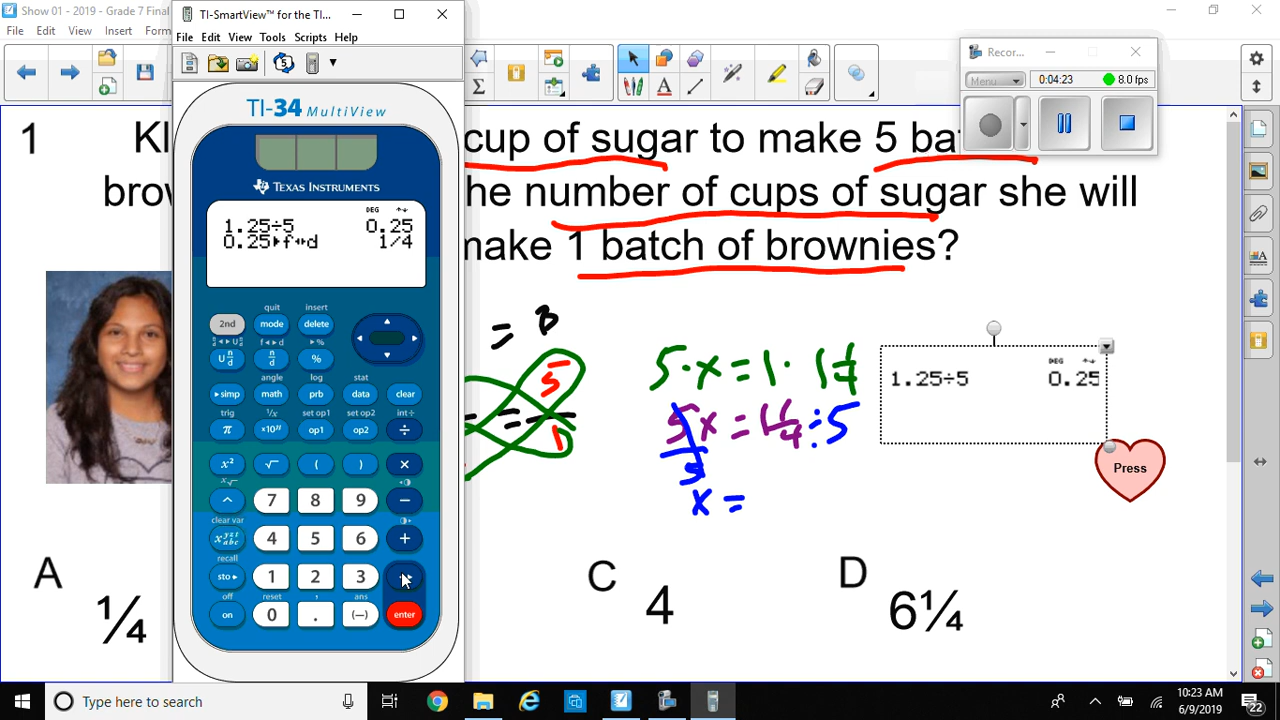 Show 01 - 2019 - Grade 7 Final
File Edit View Insert Form
TI-SmartView™ for the TI...
File Edit View Tools Scripts Help
Recor...
Menu
0:04:23
8.0 fps
1
Kl
cup of sugar to make 5 bat
brow
he number of cups of sugar she will
make 1 batch of brownies?
TI-34 MultiView
TEXAS INSTRUMENTS
DEG
1.25÷5 0.25
0.25▶f◀▶d 1/4
quit insert
2nd mode delete
f◄►d ►%
U n/d n/d %
angle log stat
►simp math prb data clear
trig 1/x set op1 set op2 int÷
π ×10ⁿ op1 op2 ÷
x² √ ( ) ×
x√
^ 7 8 9 −
clear var
x yzt abc 4 5 6 +
recall
sto► 1 2 3
off reset , ans
on 0 . (−) enter
= B
5
= 
1
5·x = 1·1¼
5x = 1¼ ÷ 5
5
x =
DEG
1.25÷5 0.25
Press
A
¼
C
4
D
6¼
Type here to search
10:23 AM
6/9/2019
22